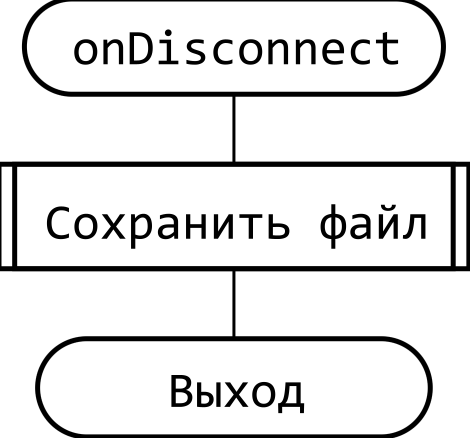 onDisconnect
Сохранить файл
Выход